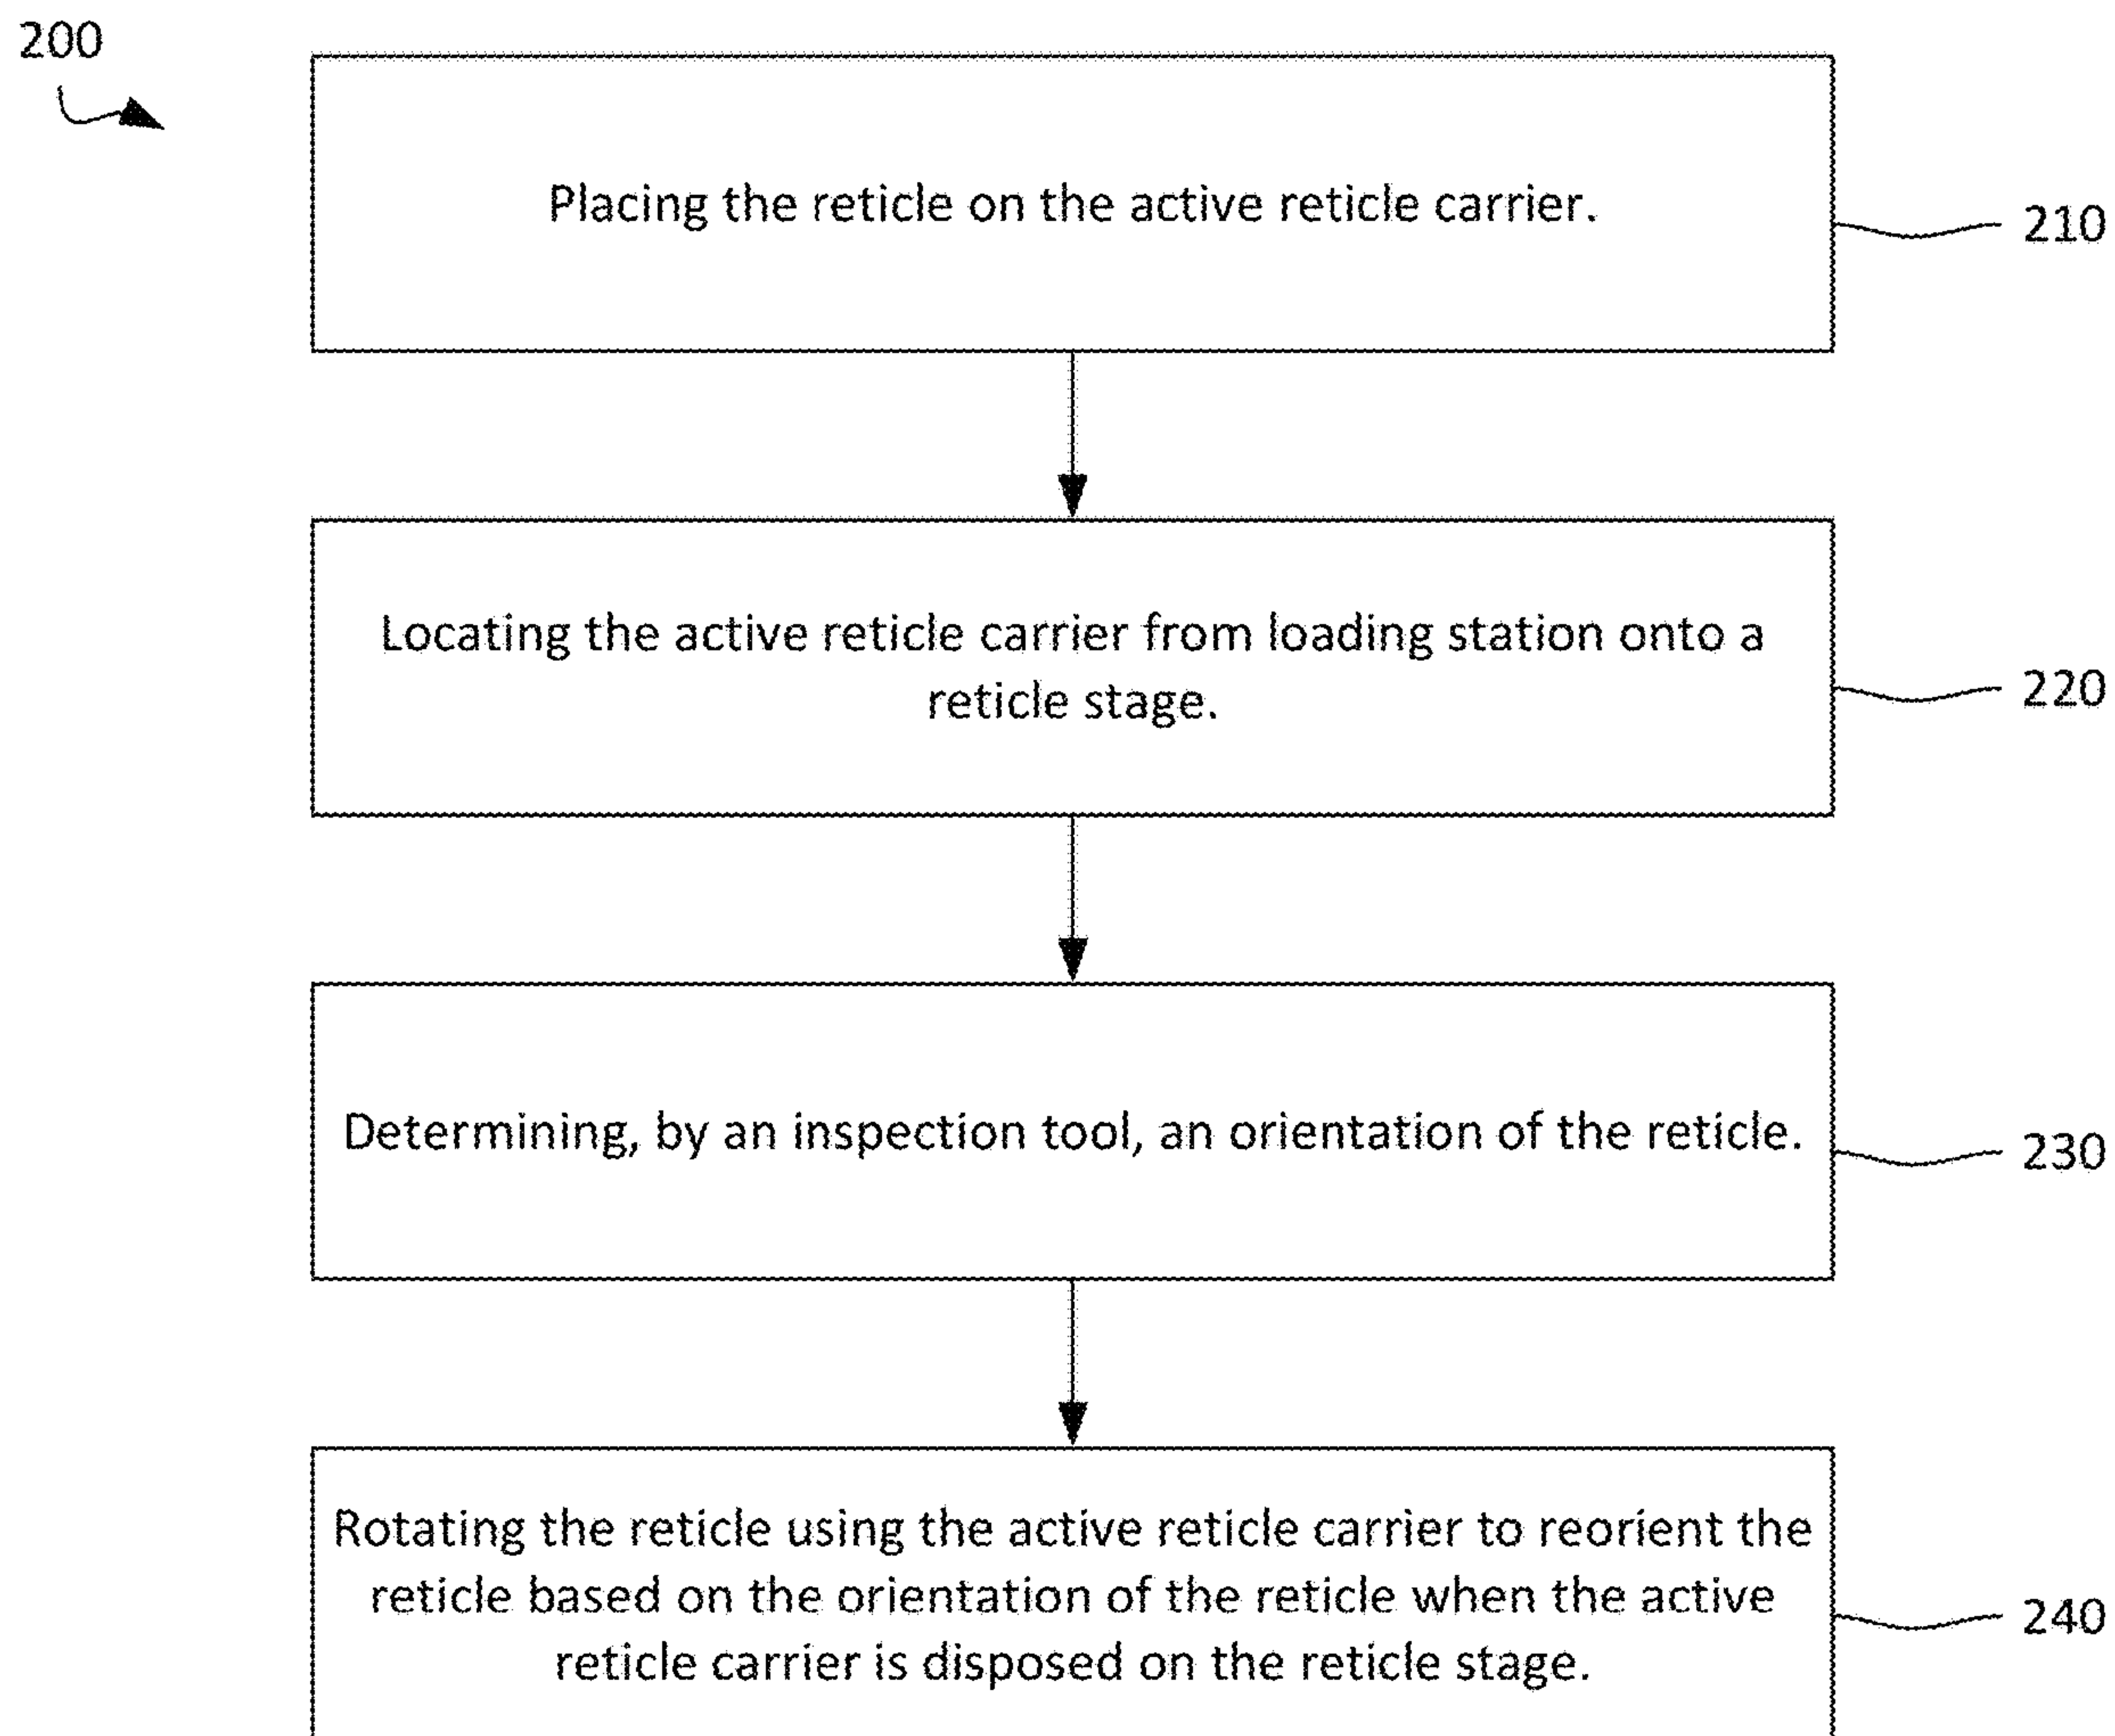 200
Placing the reticle on the active reticle carrier.
210
Locating the active reticle carrier from loading station onto a
reticle stage.
220
Determining, by an inspection tool, an orientation of the reticle.
230
Rotating the reticle using the active reticle carrier to reorient the
reticle based on the orientation of the reticle when the active
reticle carrier is disposed on the reticle stage.
240